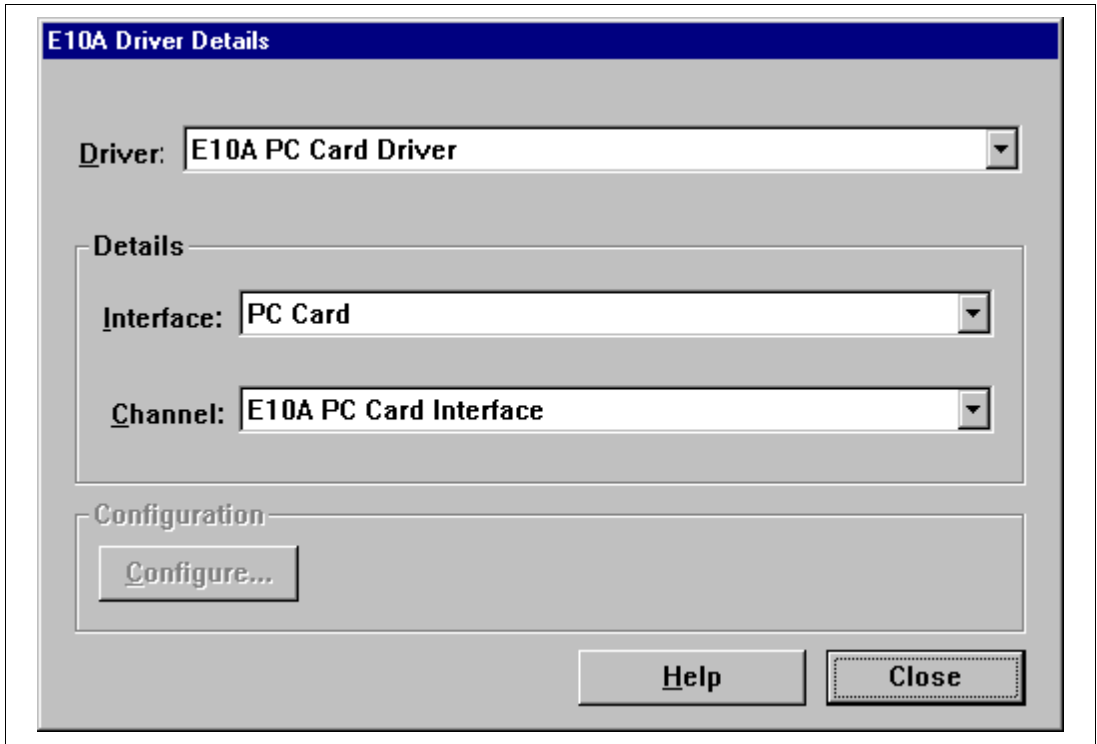 E10A Driver Details
Driver: E10A PC Card Driver
Details
Interface: PC Card
Channel: E10A PC Card Interface
Configuration
Configure...
Help Close